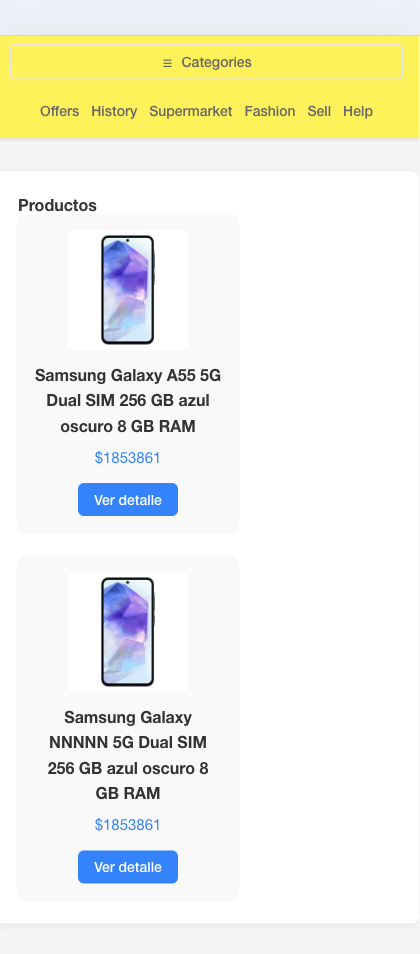 ☰ Categories
Offers History Supermarket Fashion Sell Help
Productos
Samsung Galaxy A55 5G
Dual SIM 256 GB azul
oscuro 8 GB RAM
$1853861
Ver detalle
Samsung Galaxy
NNNNN 5G Dual SIM
256 GB azul oscuro 8
GB RAM
$1853861
Ver detalle